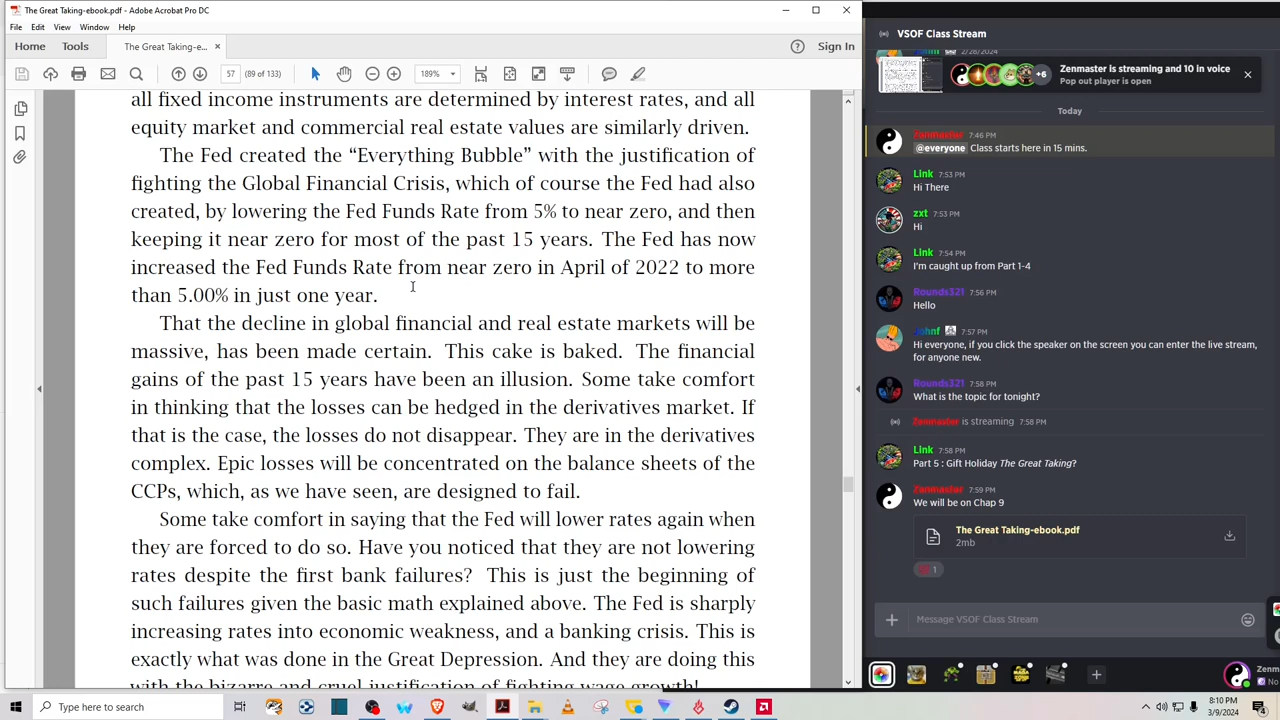 The Great Taking-ebook.pdf - Adobe Acrobat Pro DC
File Edit View Window Help
Home Tools The Great Taking-e... × Sign In
57 (89 of 133) 189%
all fixed income instruments are determined by interest rates, and all
equity market and commercial real estate values are similarly driven.
The Fed created the “Everything Bubble” with the justification of
fighting the Global Financial Crisis, which of course the Fed had also
created, by lowering the Fed Funds Rate from 5% to near zero, and then
keeping it near zero for most of the past 15 years. The Fed has now
increased the Fed Funds Rate from near zero in April of 2022 to more
than 5.00% in just one year.
That the decline in global financial and real estate markets will be
massive, has been made certain. This cake is baked. The financial
gains of the past 15 years have been an illusion. Some take comfort
in thinking that the losses can be hedged in the derivatives market. If
that is the case, the losses do not disappear. They are in the derivatives
complex. Epic losses will be concentrated on the balance sheets of the
CCPs, which, as we have seen, are designed to fail.
Some take comfort in saying that the Fed will lower rates again when
they are forced to do so. Have you noticed that they are not lowering
rates despite the first bank failures? This is just the beginning of
such failures given the basic math explained above. The Fed is sharply
increasing rates into economic weakness, and a banking crisis. This is
exactly what was done in the Great Depression. And they are doing this
VSOF Class Stream
2/28/2024
Zenmaster is streaming and 10 in voice
Pop out player is open
+6
Today
Zenmaster 7:46 PM
@everyone Class starts here in 15 mins.
Link 7:53 PM
Hi There
zxt 7:53 PM
Hi
Link 7:54 PM
I'm caught up from Part 1-4
Rounds321 7:56 PM
Hello
7:57 PM
Hi everyone, if you click the speaker on the screen you can enter the live stream,
for anyone new.
Rounds321 7:58 PM
What is the topic for tonight?
Zenmaster is streaming 7:58 PM
Link 7:58 PM
Part 5 : Gift Holiday The Great Taking?
Zenmaster 7:59 PM
We will be on Chap 9
The Great Taking-ebook.pdf
2mb
1
Message VSOF Class Stream
Zenma
No
Type here to search
8:10 PM
3/9/2024
4